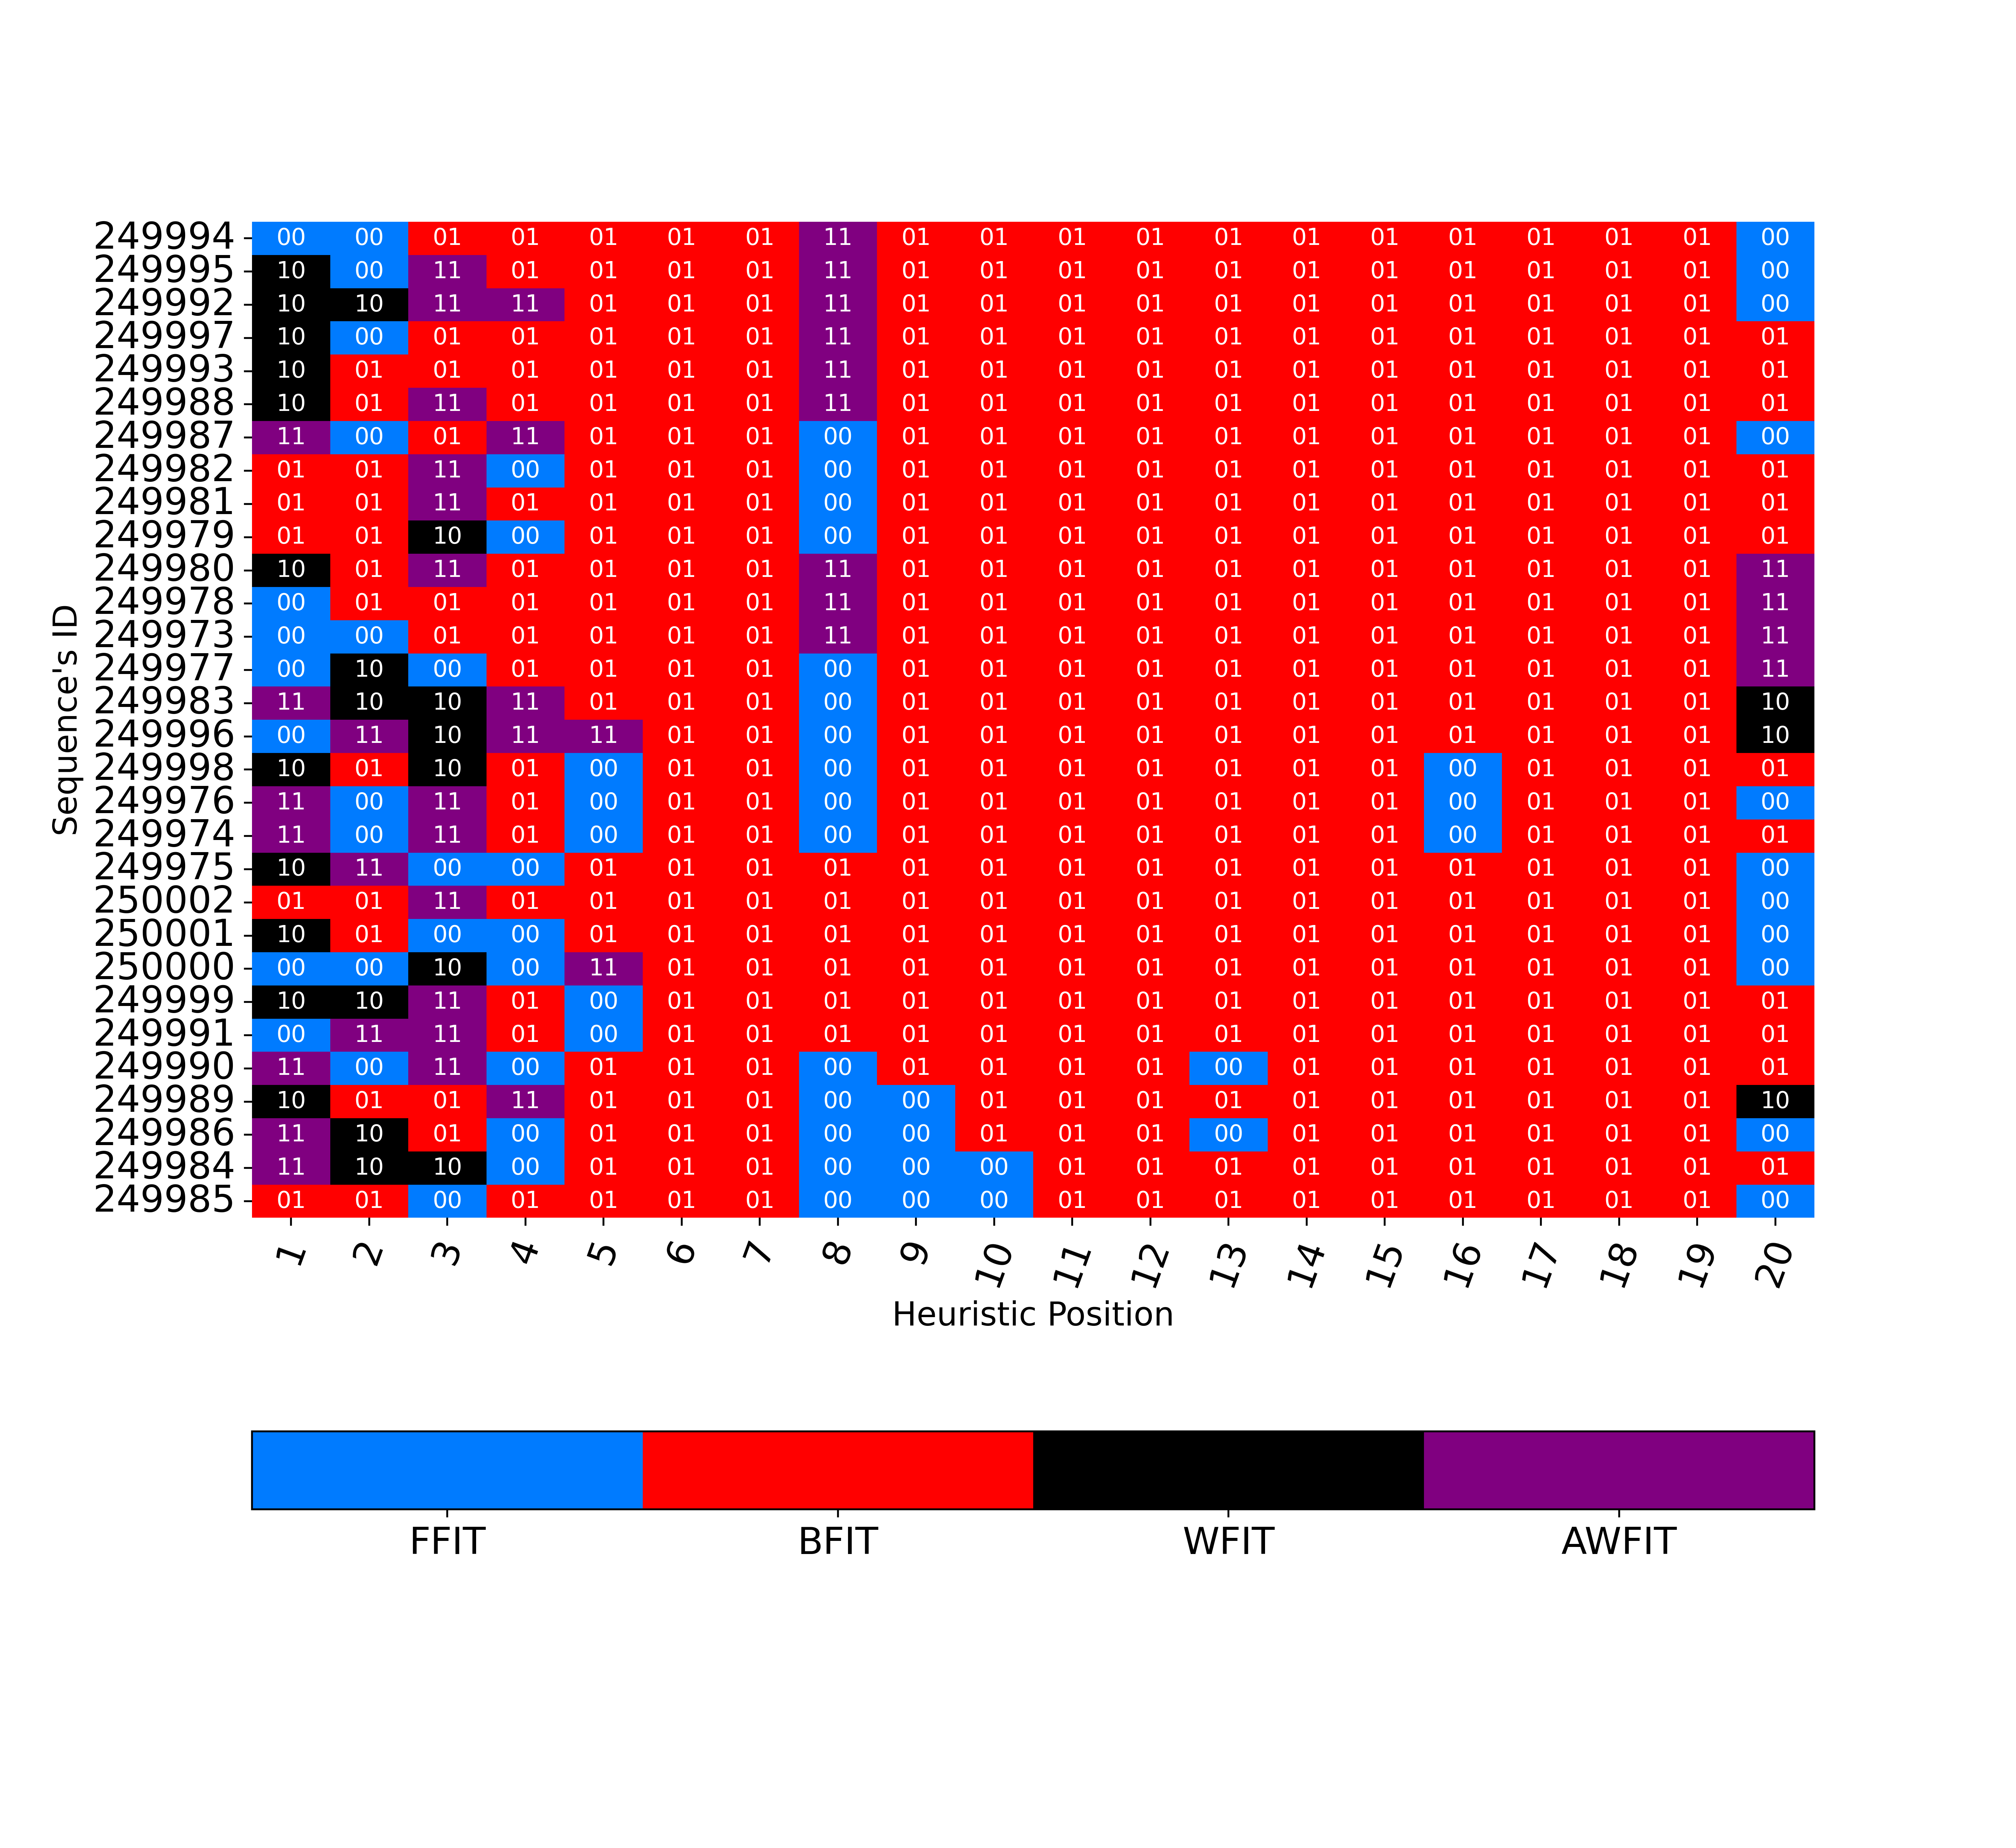 249994 00 00 01 01 01 01 01 11 01 01 01 01 01 01 01 01 01 01 01 00
249995 10 00 11 01 01 01 01 11 01 01 01 01 01 01 01 01 01 01 01 00
249992 10 10 11 11 01 01 01 11 01 01 01 01 01 01 01 01 01 01 01 00
249997 10 00 01 01 01 01 01 11 01 01 01 01 01 01 01 01 01 01 01 01
249993 10 01 01 01 01 01 01 11 01 01 01 01 01 01 01 01 01 01 01 01
249988 10 01 11 01 01 01 01 11 01 01 01 01 01 01 01 01 01 01 01 01
249987 11 00 01 11 01 01 01 00 01 01 01 01 01 01 01 01 01 01 01 00
249982 01 01 11 00 01 01 01 00 01 01 01 01 01 01 01 01 01 01 01 01
249981 01 01 11 01 01 01 01 00 01 01 01 01 01 01 01 01 01 01 01 01
249979 01 01 10 00 01 01 01 00 01 01 01 01 01 01 01 01 01 01 01 01
249980 10 01 11 01 01 01 01 11 01 01 01 01 01 01 01 01 01 01 01 11
249978 00 01 01 01 01 01 01 11 01 01 01 01 01 01 01 01 01 01 01 11
249973 00 00 01 01 01 01 01 11 01 01 01 01 01 01 01 01 01 01 01 11
249977 00 10 00 01 01 01 01 00 01 01 01 01 01 01 01 01 01 01 01 11
249983 11 10 10 11 01 01 01 00 01 01 01 01 01 01 01 01 01 01 01 10
249996 00 11 10 11 11 01 01 00 01 01 01 01 01 01 01 01 01 01 01 10
249998 10 01 10 01 00 01 01 00 01 01 01 01 01 01 01 00 01 01 01 01
249976 11 00 11 01 00 01 01 00 01 01 01 01 01 01 01 00 01 01 01 00
249974 11 00 11 01 00 01 01 00 01 01 01 01 01 01 01 00 01 01 01 01
249975 10 11 00 00 01 01 01 01 01 01 01 01 01 01 01 01 01 01 01 00
250002 01 01 11 01 01 01 01 01 01 01 01 01 01 01 01 01 01 01 01 00
250001 10 01 00 00 01 01 01 01 01 01 01 01 01 01 01 01 01 01 01 00
250000 00 00 10 00 11 01 01 01 01 01 01 01 01 01 01 01 01 01 01 00
249999 10 10 11 01 00 01 01 01 01 01 01 01 01 01 01 01 01 01 01 01
249991 00 11 11 01 00 01 01 01 01 01 01 01 01 01 01 01 01 01 01 01
249990 11 00 11 00 01 01 01 00 01 01 01 01 00 01 01 01 01 01 01 01
249989 10 01 01 11 01 01 01 00 00 01 01 01 01 01 01 01 01 01 01 10
249986 11 10 01 00 01 01 01 00 00 01 01 01 00 01 01 01 01 01 01 00
249984 11 10 10 00 01 01 01 00 00 00 01 01 01 01 01 01 01 01 01 01
249985 01 01 00 01 01 01 01 00 00 00 01 01 01 01 01 01 01 01 01 00
Sequence's ID
1 2 3 4 5 6 7 8 9 10 11 12 13 14 15 16 17 18 19 20
Heuristic Position
FFIT BFIT WFIT AWFIT